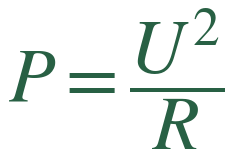 P = U²/R